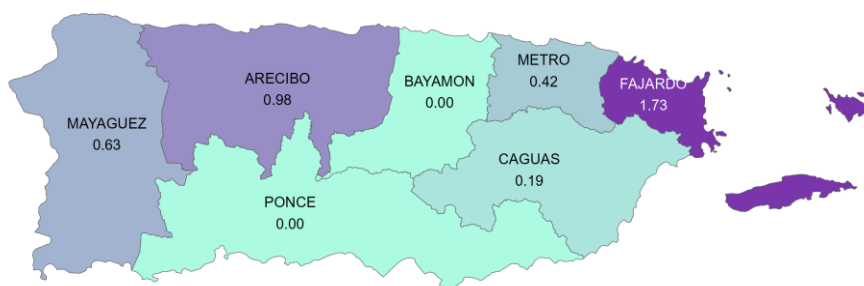 METRO
0.42
ARECIBO
0.98
BAYAMON
0.00
FAJARDO
1.73
MAYAGUEZ
0.63
CAGUAS
0.19
PONCE
0.00